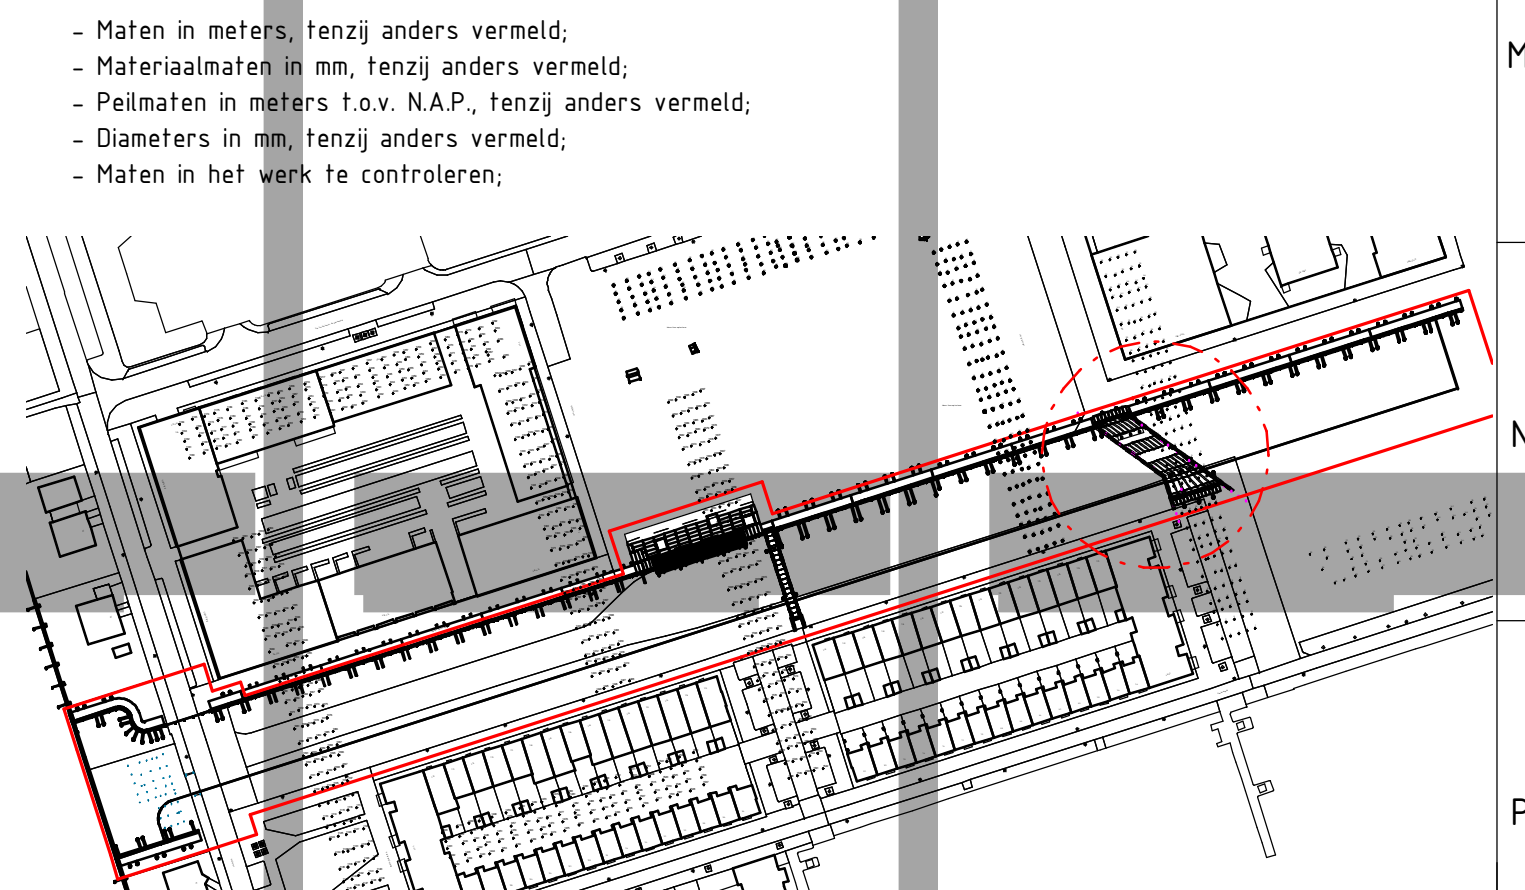 - Maten in meters, tenzij anders vermeld;
- Materiaalmaten in mm, tenzij anders vermeld;
- Peilmaten in meters t.o.v. N.A.P., tenzij anders vermeld;
- Diameters in mm, tenzij anders vermeld;
- Maten in het werk te controleren;
M
N
P